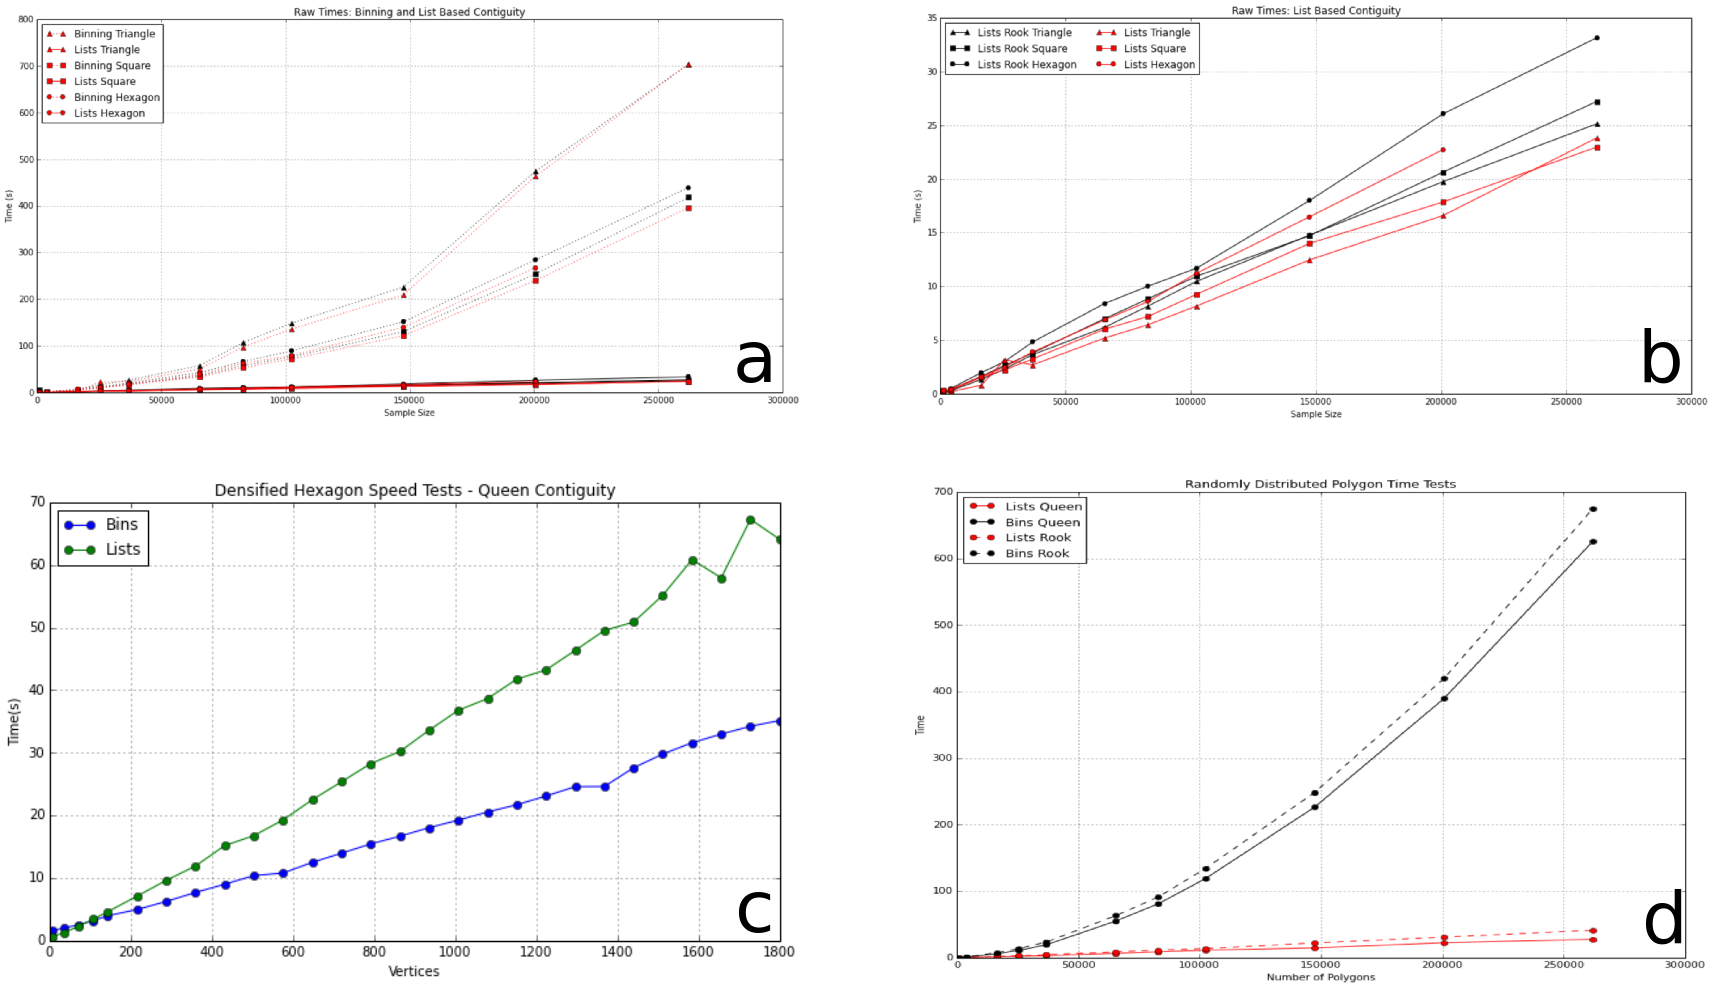 Raw Times: Binning and List Based Contiguity
800
700
600
500
400
300
200
100
0
Time (s)
Binning Triangle
Lists Triangle
Binning Square
Lists Square
Binning Hexagon
Lists Hexagon
a
0 50000 100000 150000 200000 250000 300000
Sample Size
Raw Times: List Based Contiguity
35
30
25
20
15
10
5
0
Time (s)
Lists Rook Triangle Lists Triangle
Lists Rook Square Lists Square
Lists Rook Hexagon Lists Hexagon
b
0 50000 100000 150000 200000 250000 300000
Sample Size
Densified Hexagon Speed Tests - Queen Contiguity
70
60
50
40
30
20
10
0
Time(s)
Bins
Lists
c
0 200 400 600 800 1000 1200 1400 1600 1800
Vertices
Randomly Distributed Polygon Time Tests
700
600
500
400
300
200
100
0
Time
Lists Queen
Bins Queen
Lists Rook
Bins Rook
d
0 50000 100000 150000 200000 250000 300000
Number of Polygons